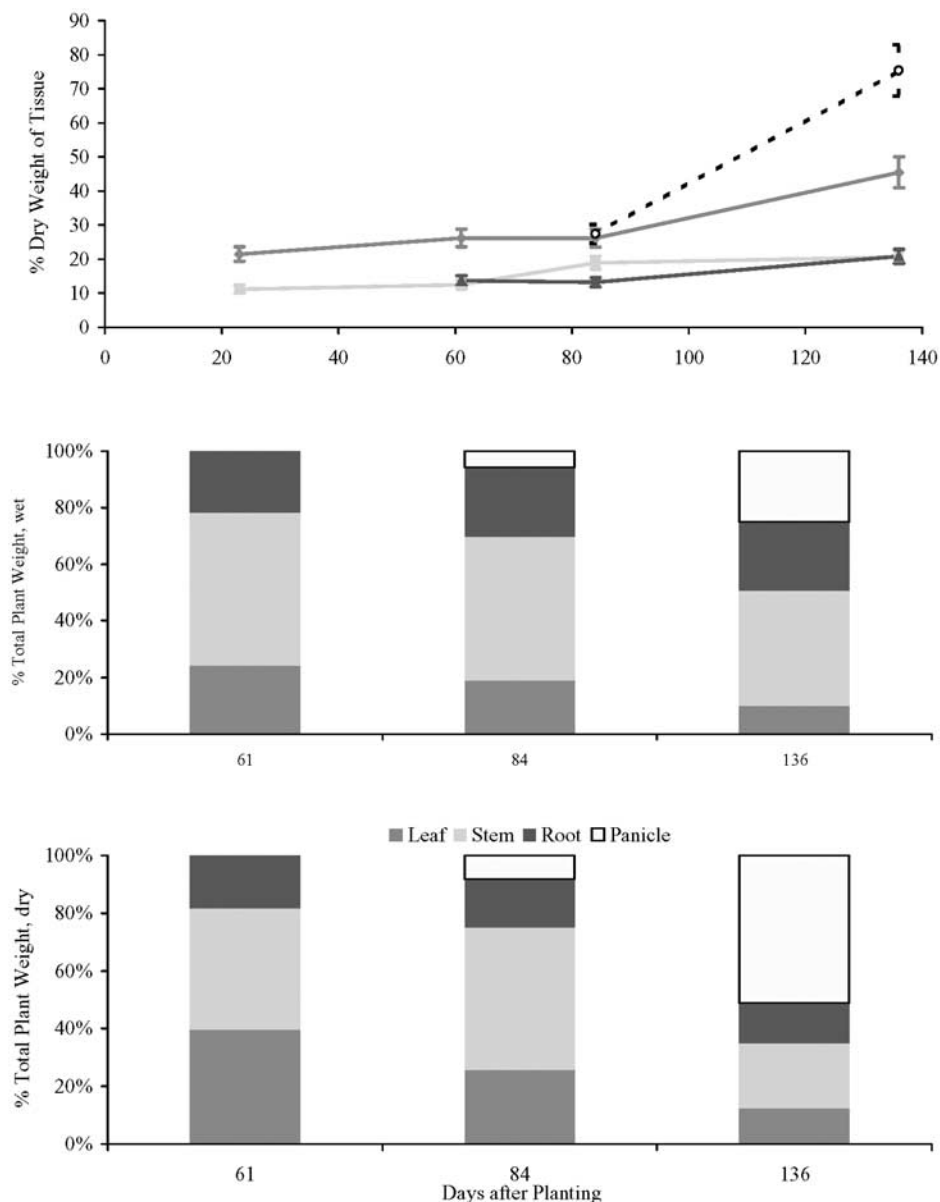 % Dry Weight of Tissue
90
80
70
60
50
40
30
20
10
0
0 20 40 60 80 100 120 140
% Total Plant Weight, wet
100%
80%
60%
40%
20%
0%
61 84 136
Leaf Stem Root Panicle
% Total Plant Weight, dry
100%
80%
60%
40%
20%
0%
61 84 136
Days after Planting